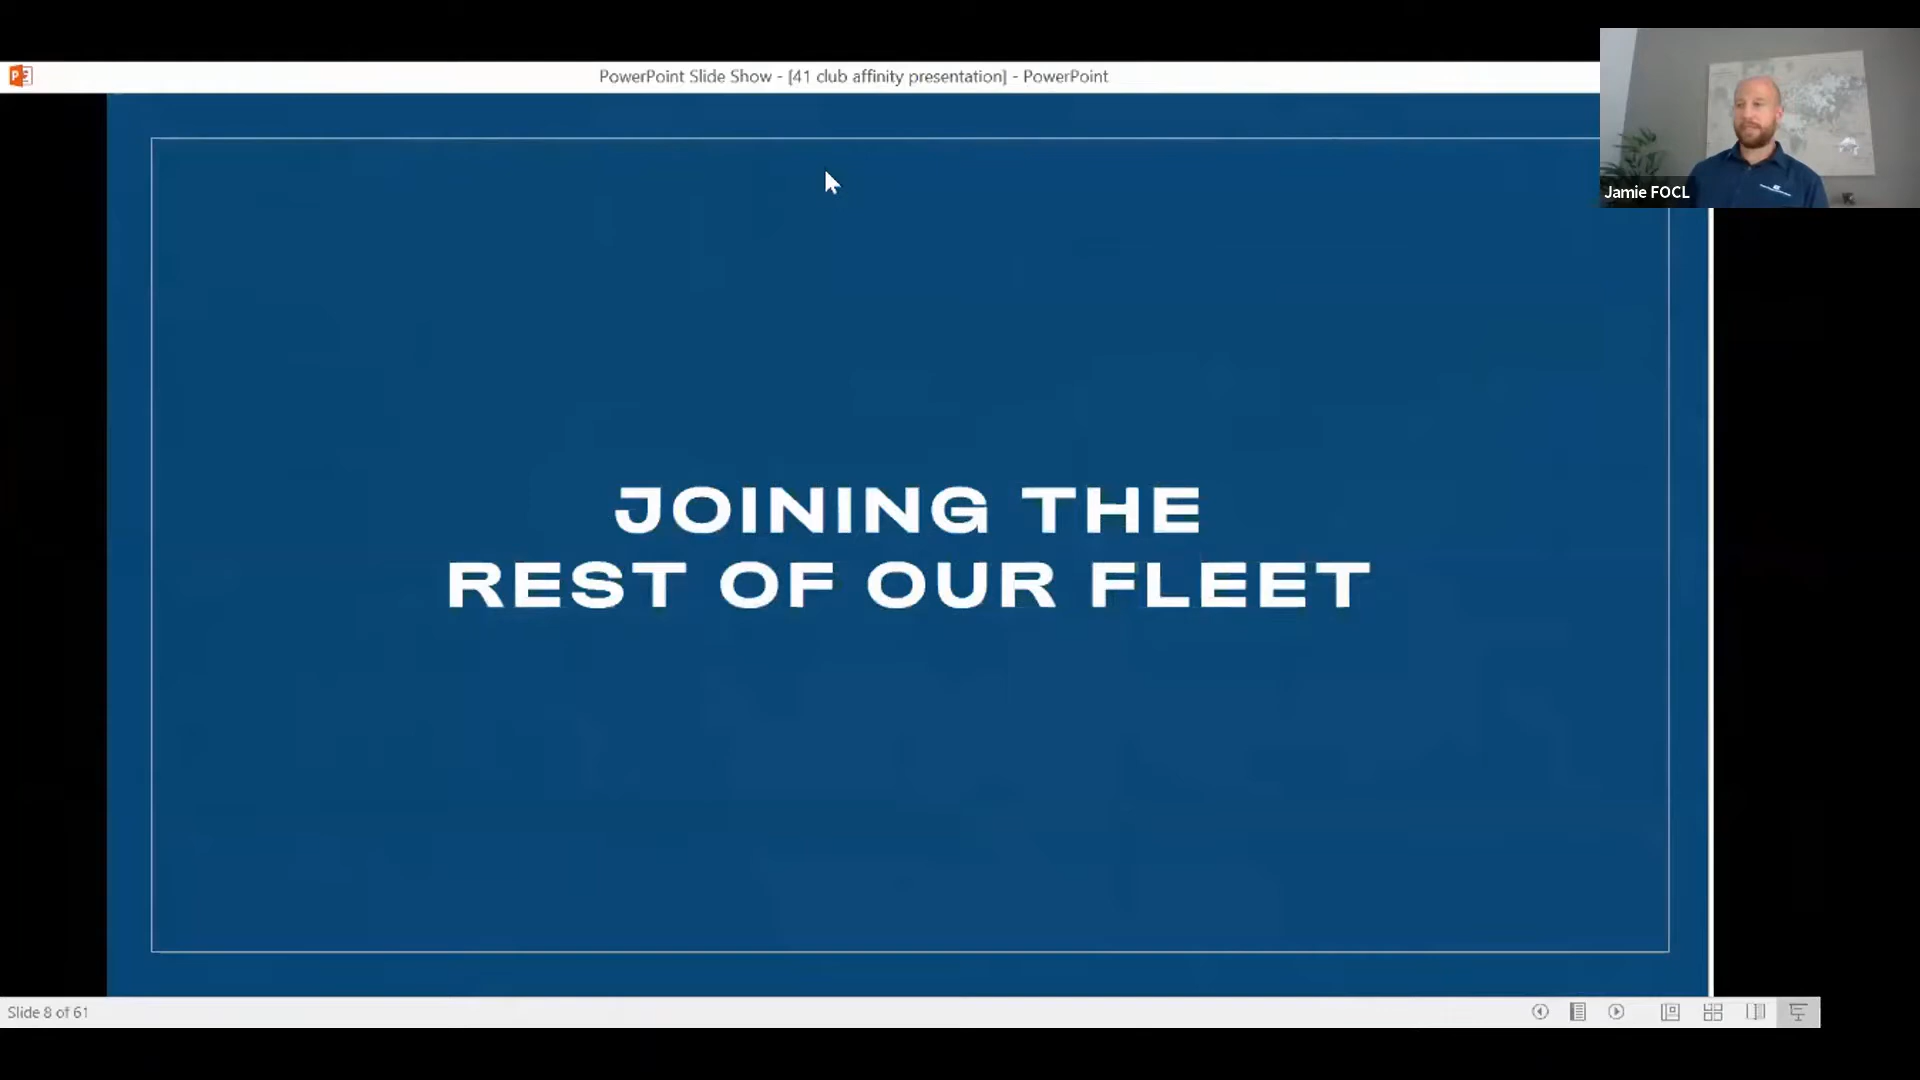 PowerPoint Slide Show - [41 club affinity presentation] - PowerPoint
Jamie FOCL
JOINING THE
REST OF OUR FLEET
Slide 8 of 61